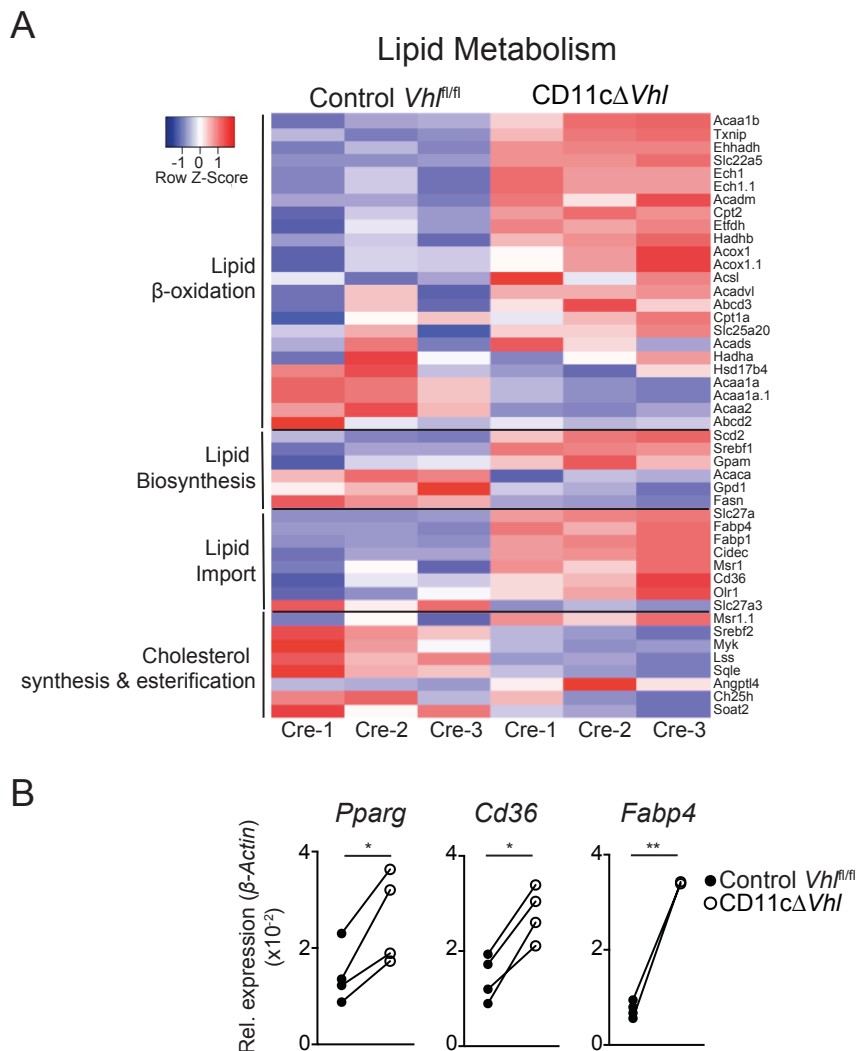 A
Lipid Metabolism
Control Vhlfl/fl
CD11cΔVhl
-1 0 1
Row Z-Score
Lipid
β-oxidation
Lipid
Biosynthesis
Lipid
Import
Cholesterol
synthesis & esterification
Acaa1b
Txnip
Ehhadh
Slc22a5
Ech1
Ech1.1
Acadm
Cpt2
Etfdh
Hadhb
Acox1
Acox1.1
Acsl
Acadvl
Abcd3
Cpt1a
Slc25a20
Acads
Hadha
Hsd17b4
Acaa1a
Acaa1a.1
Acaa2
Abcd2
Scd2
Srebf1
Gpam
Acaca
Gpd1
Fasn
Slc27a
Fabp4
Fabp1
Cidec
Msr1
Cd36
Olr1
Slc27a3
Msr1.1
Srebf2
Myk
Lss
Sqle
Angptl4
Ch25h
Soat2
Cre-1 Cre-2 Cre-3 Cre-1 Cre-2 Cre-3
B
Pparg
Cd36
Fabp4
Rel. expression (β-Actin)
(x10-2)
4
2
0
*
4
2
0
*
4
2
0
**
Control Vhlfl/fl
CD11cΔVhl